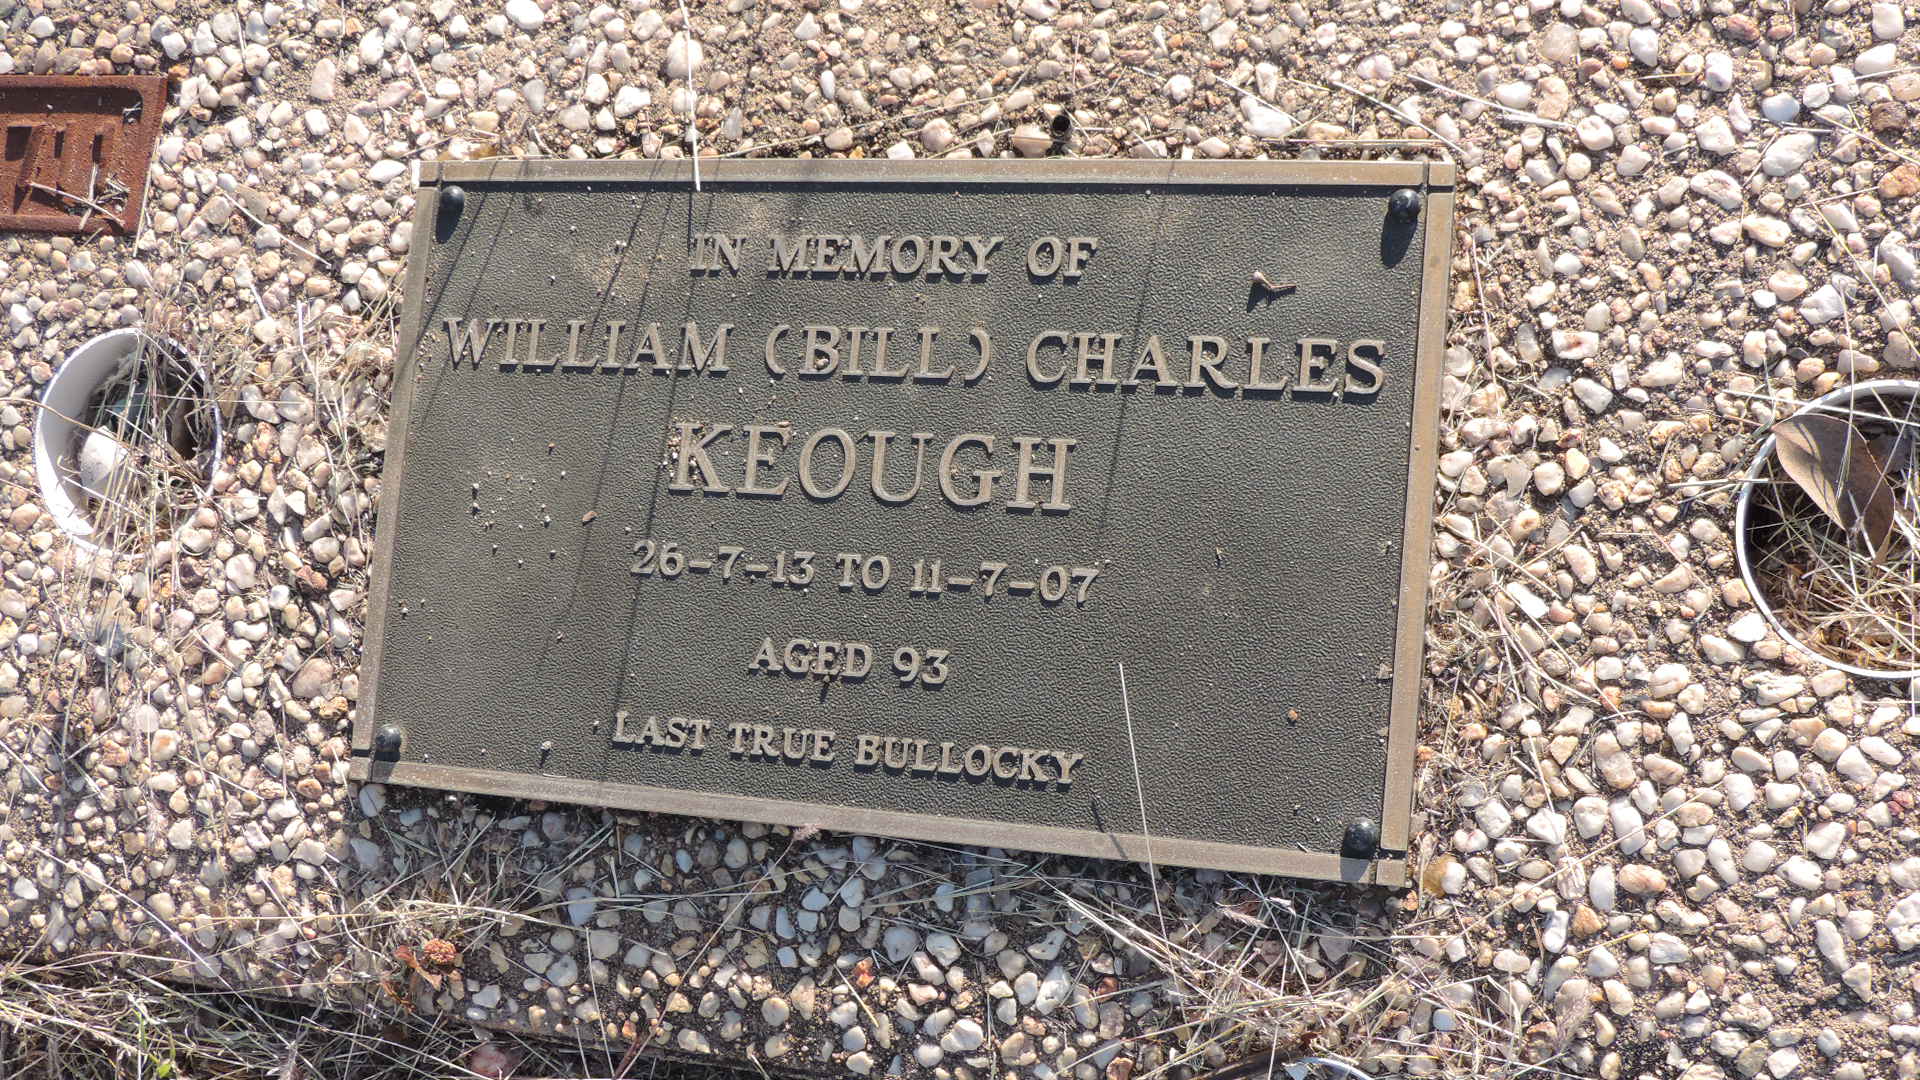 IN MEMORY OF
WILLIAM (BILL) CHARLES
KEOUGH
26-7-13 TO 11-7-07
AGED 93
LAST TRUE BULLOCKY